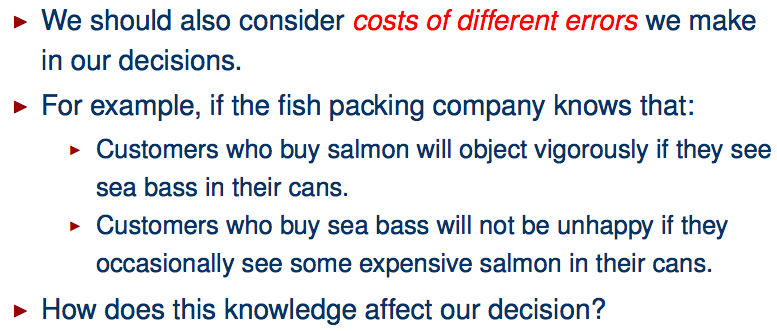 ▶ We should also consider costs of different errors we make
in our decisions.
▶ For example, if the fish packing company knows that:
▶ Customers who buy salmon will object vigorously if they see
sea bass in their cans.
▶ Customers who buy sea bass will not be unhappy if they
occasionally see some expensive salmon in their cans.
▶ How does this knowledge affect our decision?